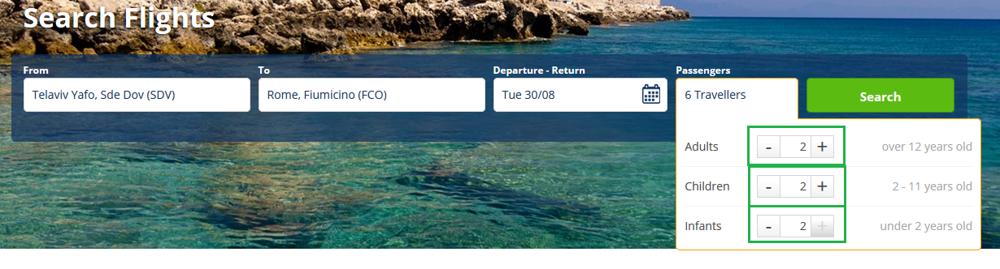 Search Flights
From To Departure - Return Passengers
Telaviv Yafo, Sde Dov (SDV) Rome, Fiumicino (FCO) Tue 30/08 6 Travellers Search
Adults - 2 + over 12 years old
Children - 2 + 2 - 11 years old
Infants - 2 + under 2 years old